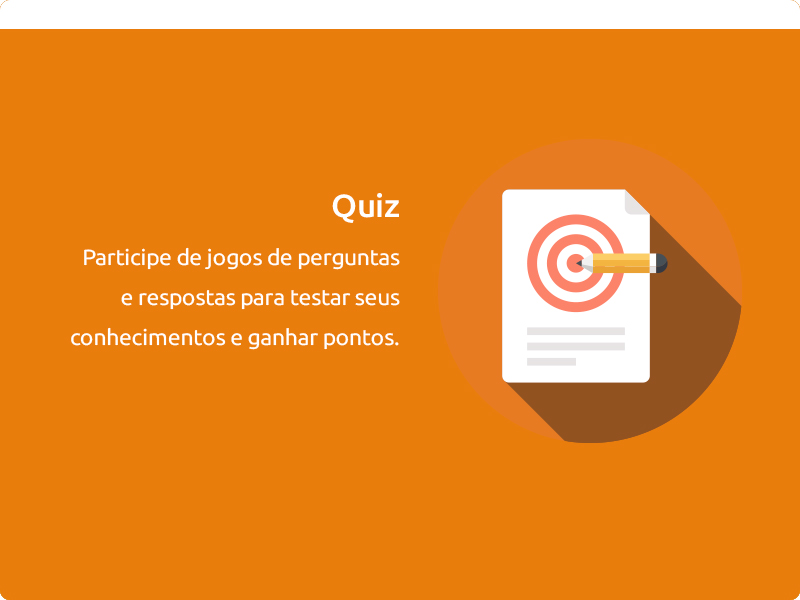 Quiz
Participe de jogos de perguntas
e respostas para testar seus
conhecimentos e ganhar pontos.